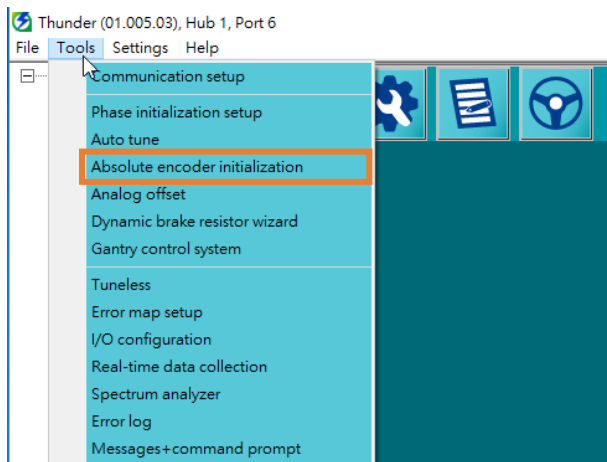 Thunder (01.005.03), Hub 1, Port 6
File Tools Settings Help
Communication setup
Phase initialization setup
Auto tune
Absolute encoder initialization
Analog offset
Dynamic brake resistor wizard
Gantry control system
Tuneless
Error map setup
I/O configuration
Real-time data collection
Spectrum analyzer
Error log
Messages+command prompt